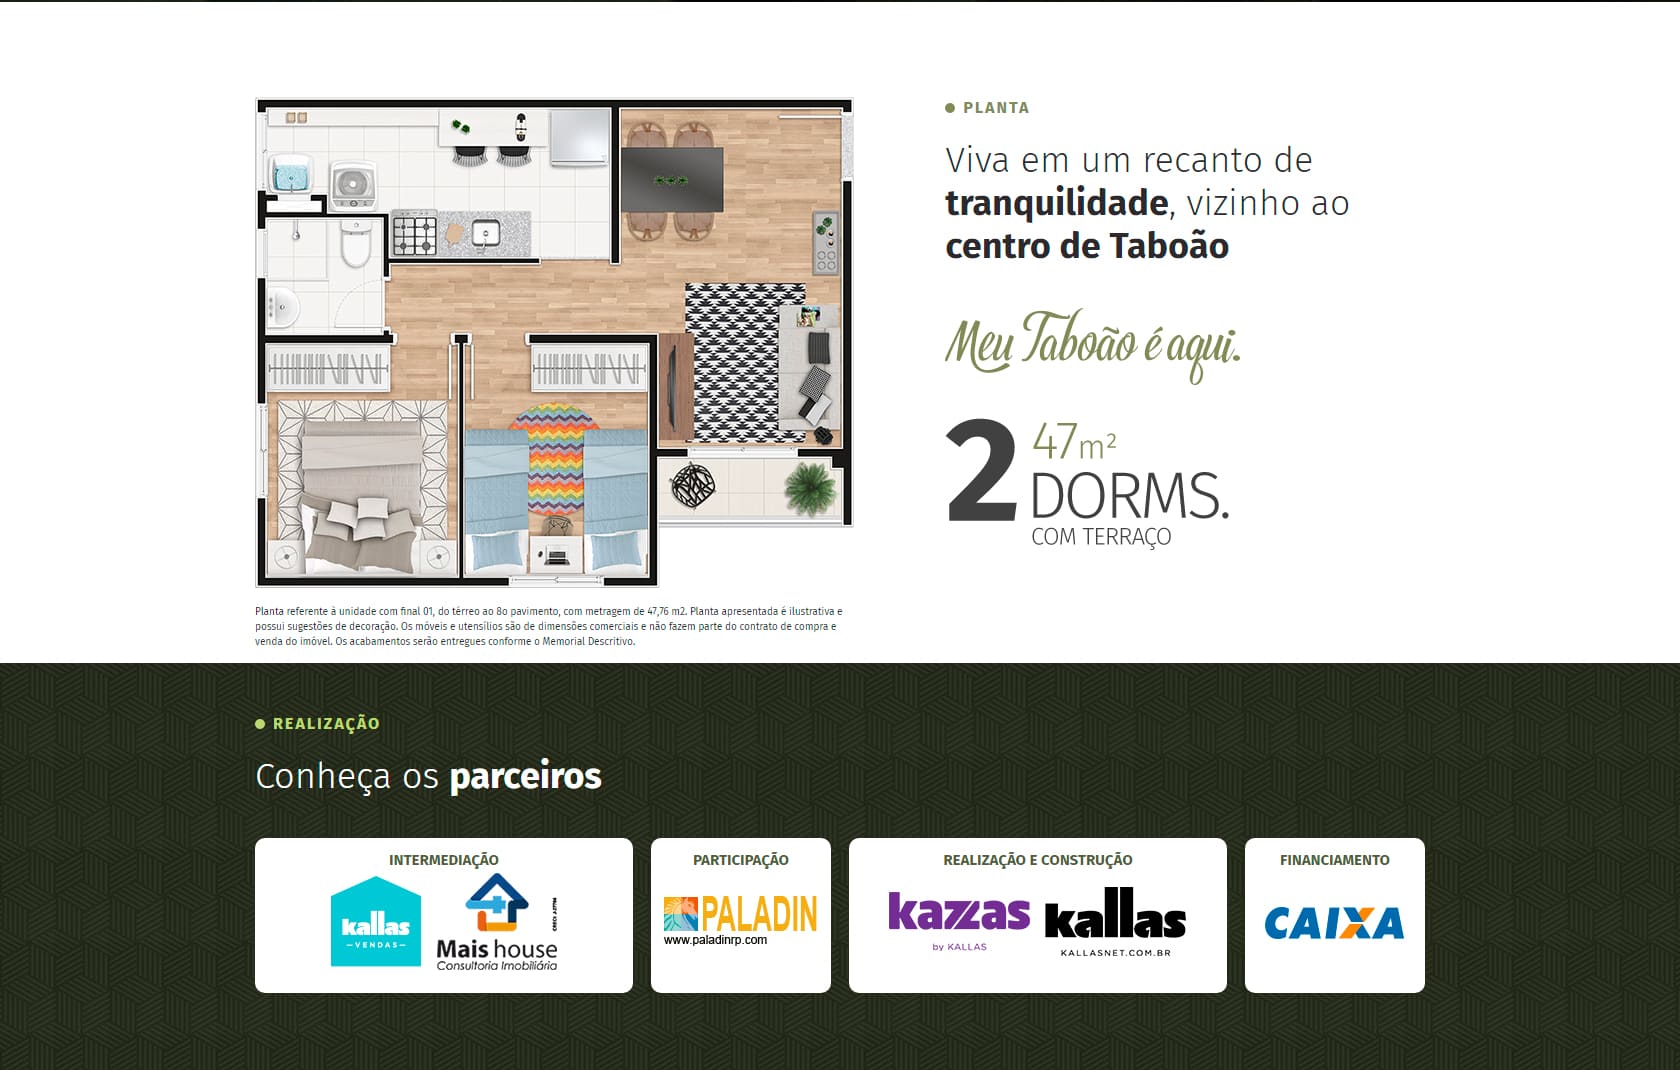 PLANTA
Viva em um recanto de
tranquilidade, vizinho ao
centro de Taboão
Meu Taboão é aqui.
2
47m²
DORMS.
COM TERRAÇO
Planta referente à unidade com final 01, do térreo ao 8o pavimento, com metragem de 47,76 m2. Planta apresentada é ilustrativa e
possui sugestões de decoração. Os móveis e utensílios são de dimensões comerciais e não fazem parte do contrato de compra e
venda do imóvel. Os acabamentos serão entregues conforme o Memorial Descritivo.
REALIZAÇÃO
Conheça os parceiros
INTERMEDIAÇÃO
kallas
VENDAS
Mais house
Consultoria Imobiliária
PARTICIPAÇÃO
PALADIN
www.paladinrp.com
REALIZAÇÃO E CONSTRUÇÃO
kazzas
by KALLAS
kallas
KALLASNET.COM.BR
FINANCIAMENTO
CAIXA